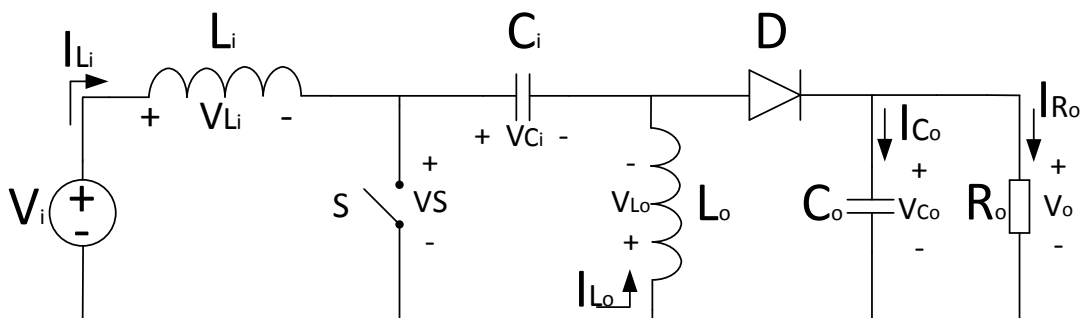 ILi
Li
Ci
D
+ VLi -
+ VCi -
ICo
IRo
Vi
+
-
S
+
VS
-
-
VLo
+
Lo
ILo
Co
+
VCo
-
Ro
+
Vo
-